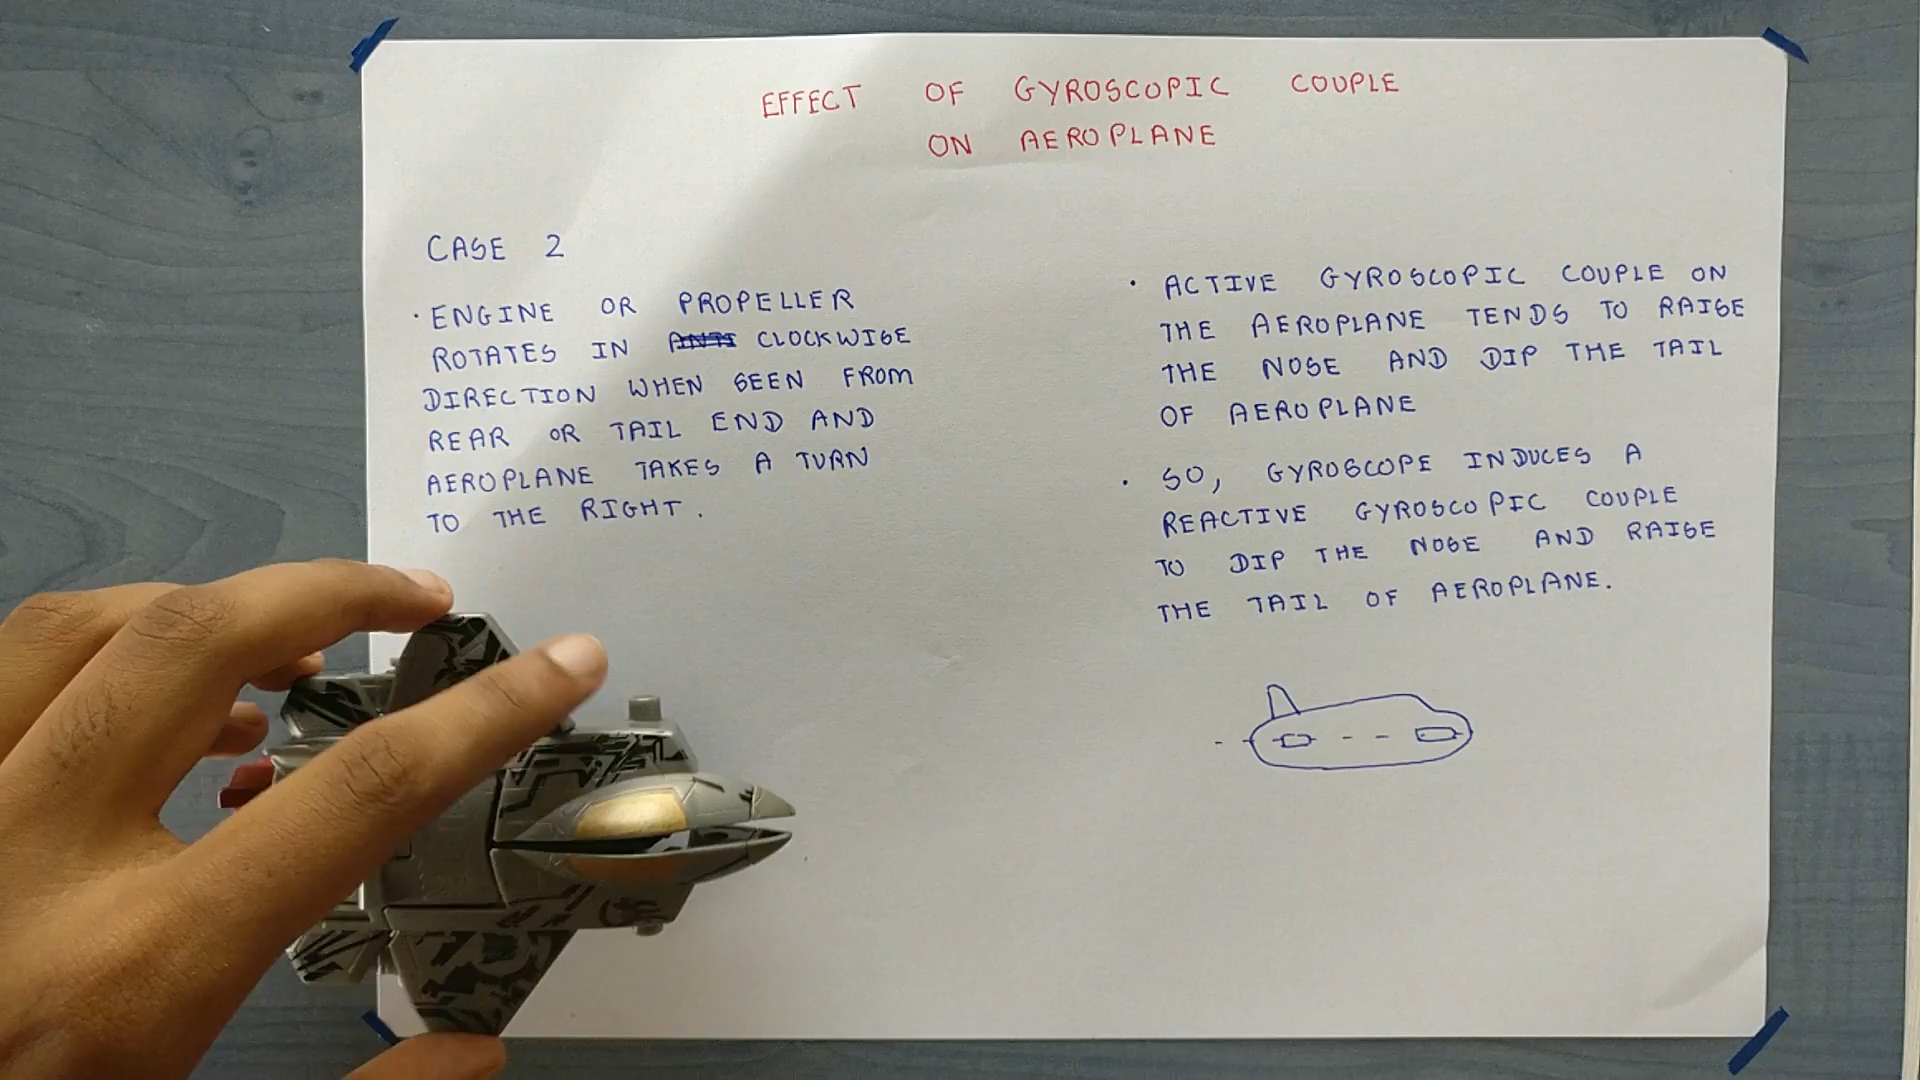 EFFECT OF GYROSCOPIC COUPLE
ON AEROPLANE
CASE 2
· ENGINE OR PROPELLER
ROTATES IN CLOCKWISE
DIRECTION WHEN SEEN FROM
REAR OR TAIL END AND
AEROPLANE TAKES A TURN
TO THE RIGHT.
· ACTIVE GYROSCOPIC COUPLE ON
THE AEROPLANE TENDS TO RAISE
THE NOSE AND DIP THE TAIL
OF AEROPLANE
· SO, GYROSCOPE INDUCES A
REACTIVE GYROSCOPIC COUPLE
TO DIP THE NOSE AND RAISE
THE TAIL OF AEROPLANE.